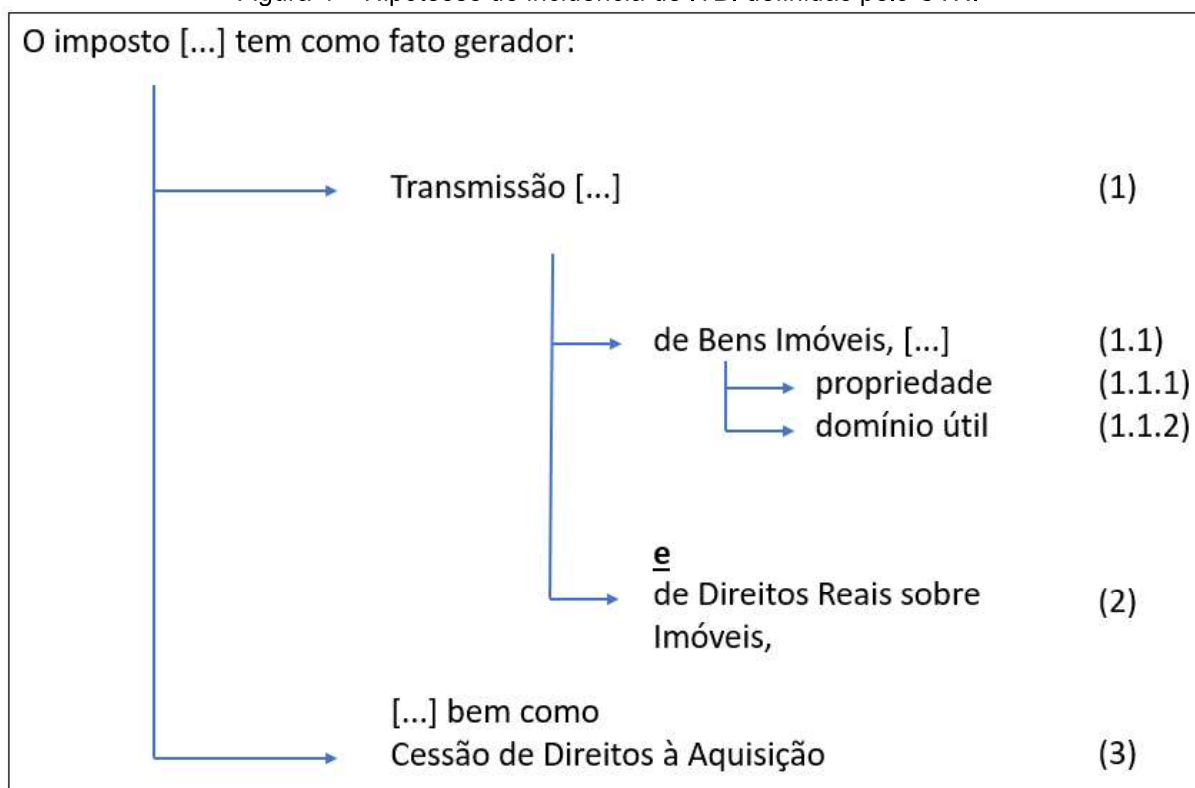 O imposto [...] tem como fato gerador:
Transmissão [...] (1)
de Bens Imóveis, [...] (1.1)
propriedade (1.1.1)
domínio útil (1.1.2)
e
de Direitos Reais sobre (2)
Imóveis,
[...] bem como
Cessão de Direitos à Aquisição (3)